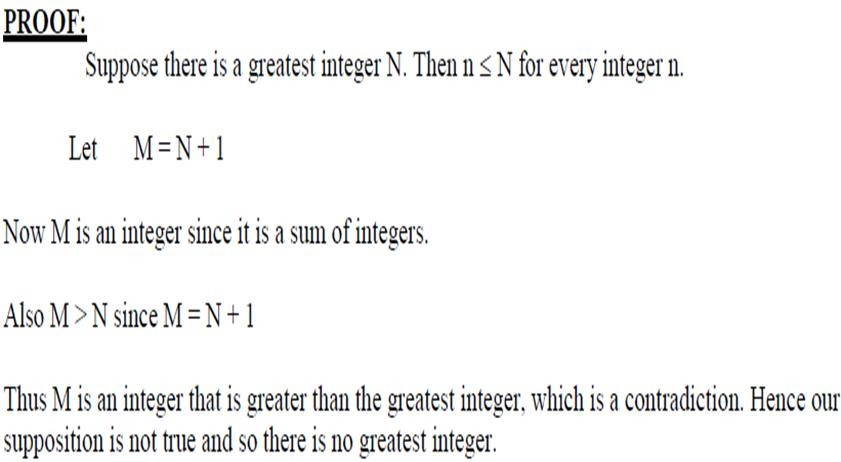 PROOF:
Suppose there is a greatest integer N. Then n ≤ N for every integer n.
Let M = N + 1
Now M is an integer since it is a sum of integers.
Also M > N since M = N + 1
Thus M is an integer that is greater than the greatest integer, which is a contradiction. Hence our
supposition is not true and so there is no greatest integer.